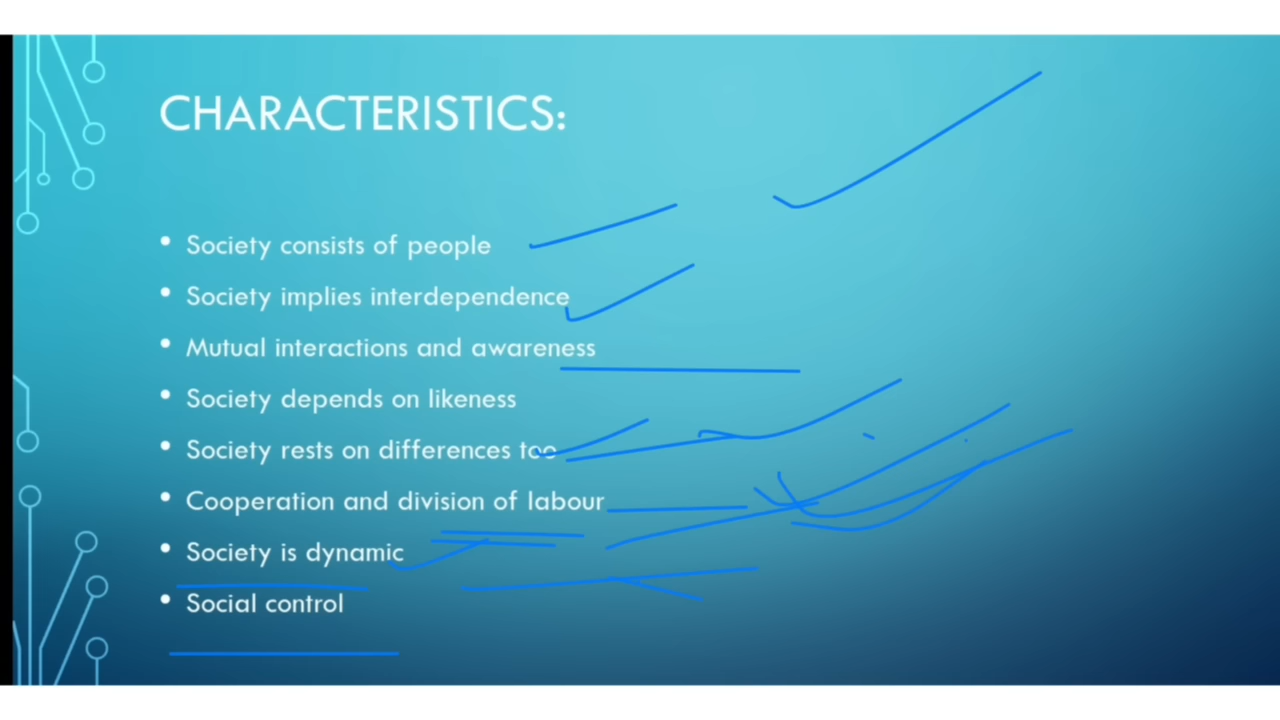 CHARACTERISTICS:
• Society consists of people
• Society implies interdependence
• Mutual interactions and awareness
• Society depends on likeness
• Society rests on differences too
• Cooperation and division of labour
• Society is dynamic
• Social control